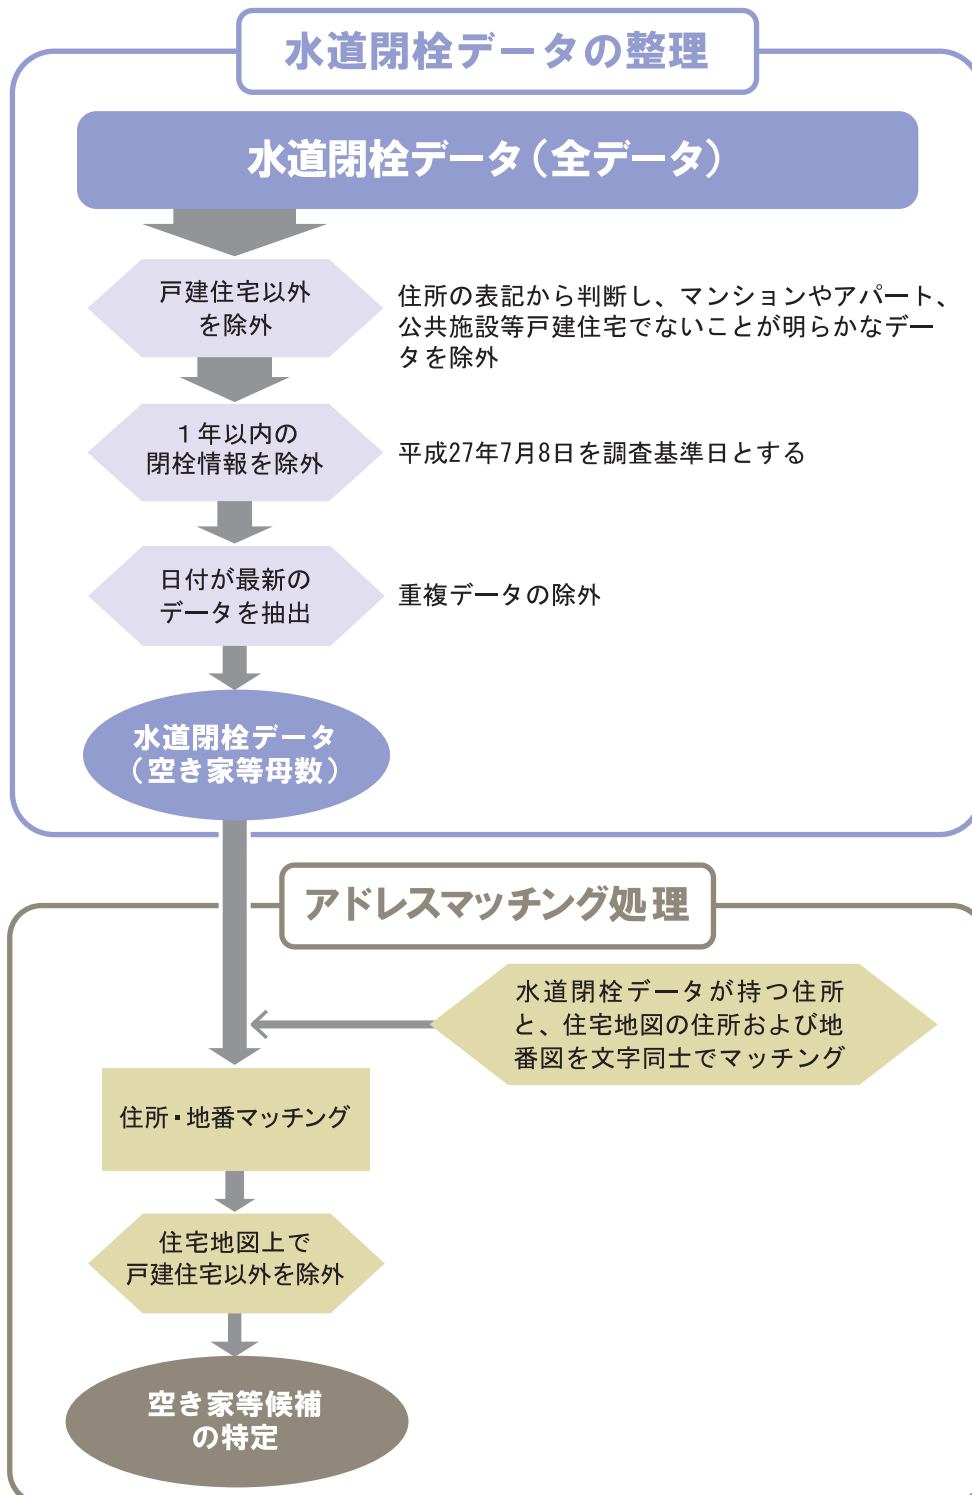 水道閉栓データの整理
水道閉栓データ（全データ）
戸建住宅以外
を除外
住所の表記から判断し、マンションやアパート、
公共施設等戸建住宅でないことが明らかなデー
タを除外
１年以内の
閉栓情報を除外
平成27年7月8日を調査基準日とする
日付が最新の
データを抽出
重複データの除外
水道閉栓データ
（空き家等母数）
アドレスマッチング処理
水道閉栓データが持つ住所
と、住宅地図の住所および地
番図を文字同士でマッチング
住所・地番マッチング
住宅地図上で
戸建住宅以外を除外
空き家等候補
の特定